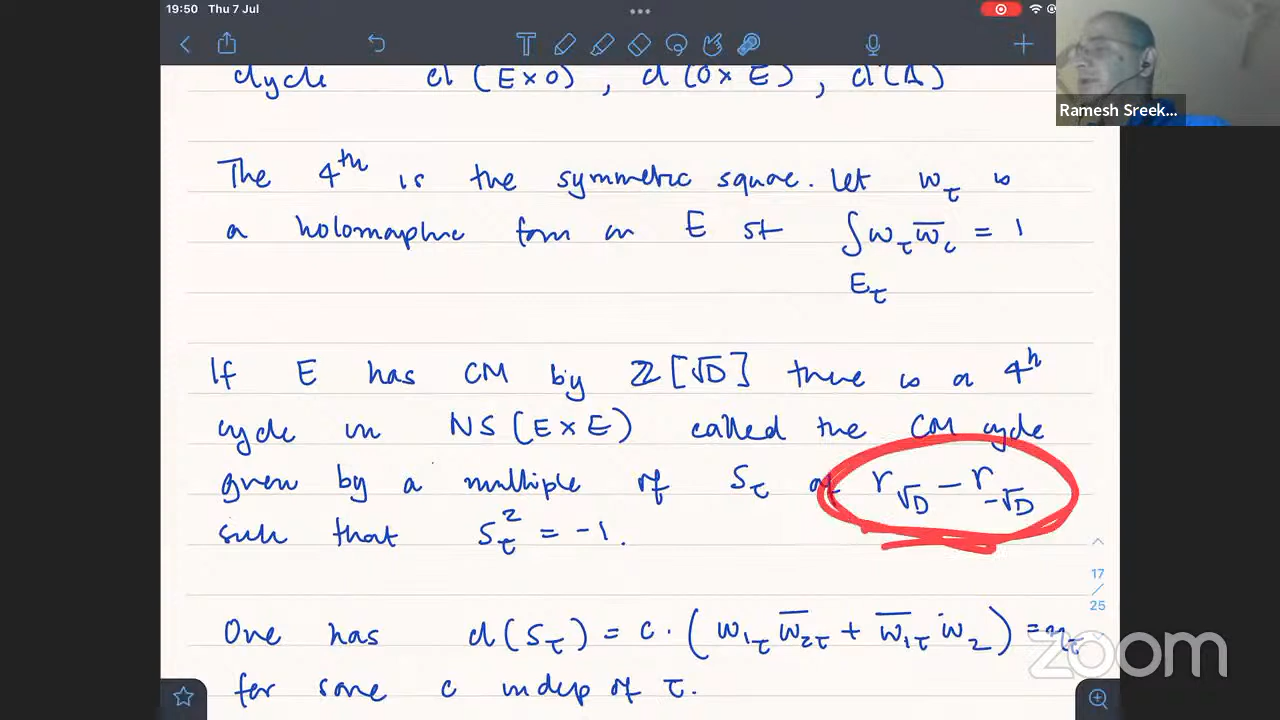 19:50 Thu 7 Jul
Ramesh Sreek...
cycle cl (E×0) , cl (0×E) , cl(Δ)
The 4th is the symmetric square. Let ω_τ is
a holomorphic form on E st ∫_{E_τ} ω_τ ω̄_τ = 1
If E has CM by ℤ[√D] there is a 4th
cycle in NS(E×E) called the CM cycle
given by a multiple of S_τ of Γ_{√D} − Γ_{−√D}
such that S_τ² = −1.
One has cl(S_τ) = c · (ω_{1τ} ω̄_{2τ} + ω̄_{1τ} ω_2) = η_τ
for some c indep of τ.
17
/
25
zoom